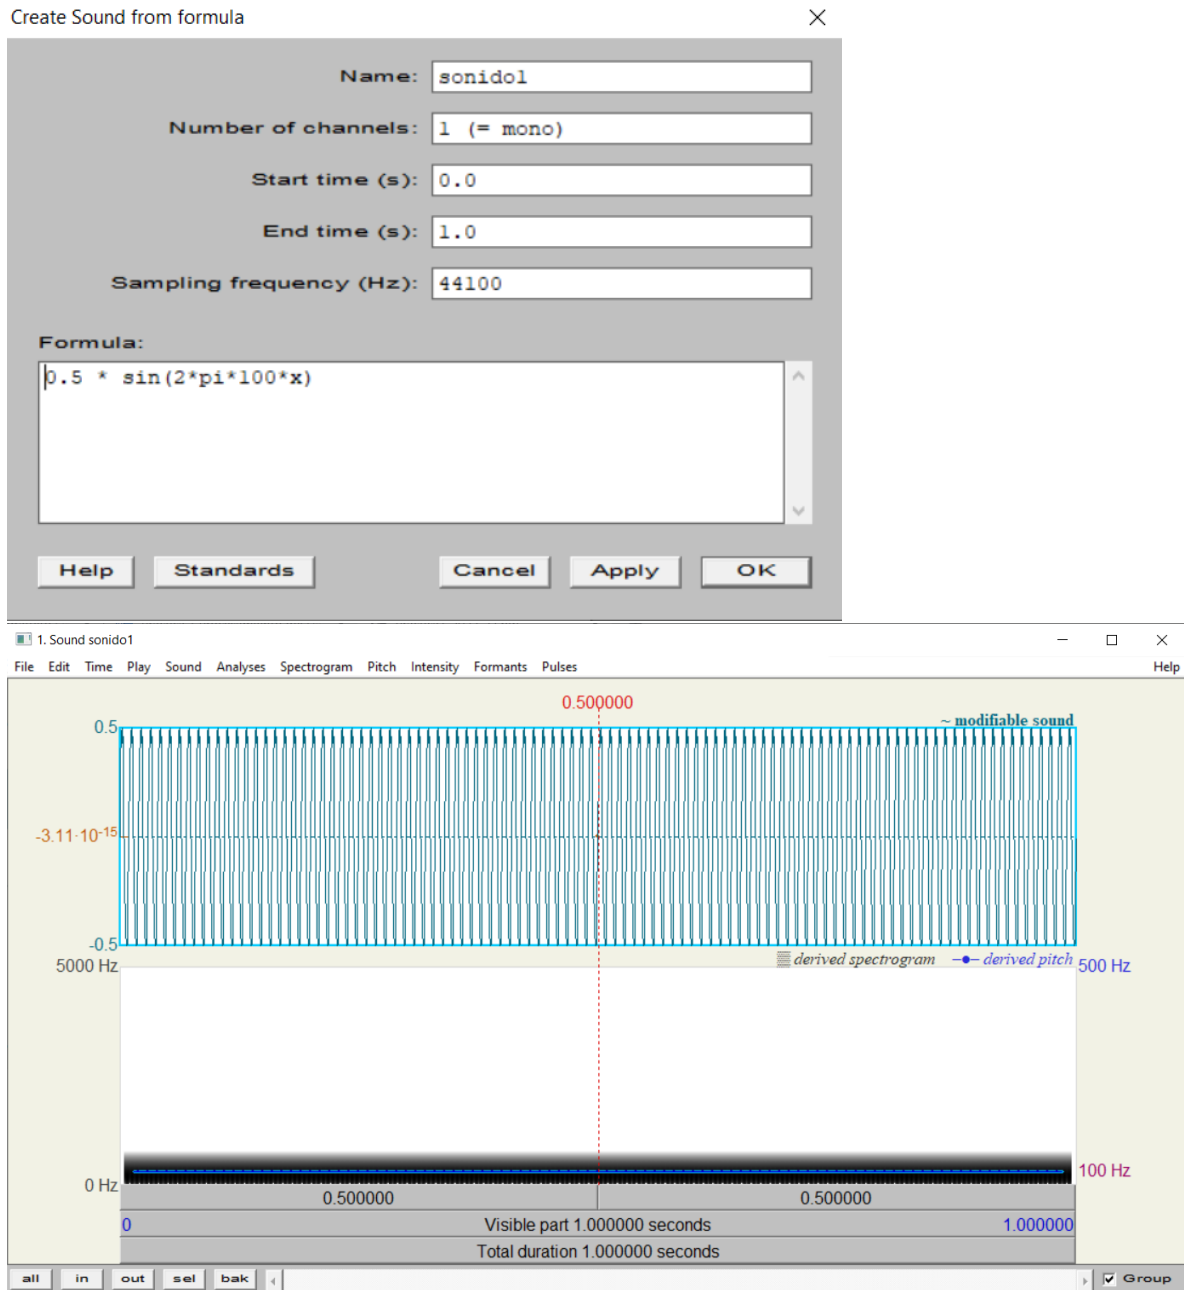 Create Sound from formula
Name: sonido1
Number of channels: 1 (= mono)
Start time (s): 0.0
End time (s): 1.0
Sampling frequency (Hz): 44100
Formula:
0.5 * sin(2*pi*100*x)
Help Standards Cancel Apply OK
1. Sound sonido1
File Edit Time Play Sound Analyses Spectrogram Pitch Intensity Formants Pulses Help
0.500000
0.5 ~ modifiable sound
-3.11·10-15
-0.5
derived spectrogram derived pitch
5000 Hz 500 Hz
100 Hz
0 Hz
0.500000 0.500000
0 Visible part 1.000000 seconds 1.000000
Total duration 1.000000 seconds
all in out sel bak Group